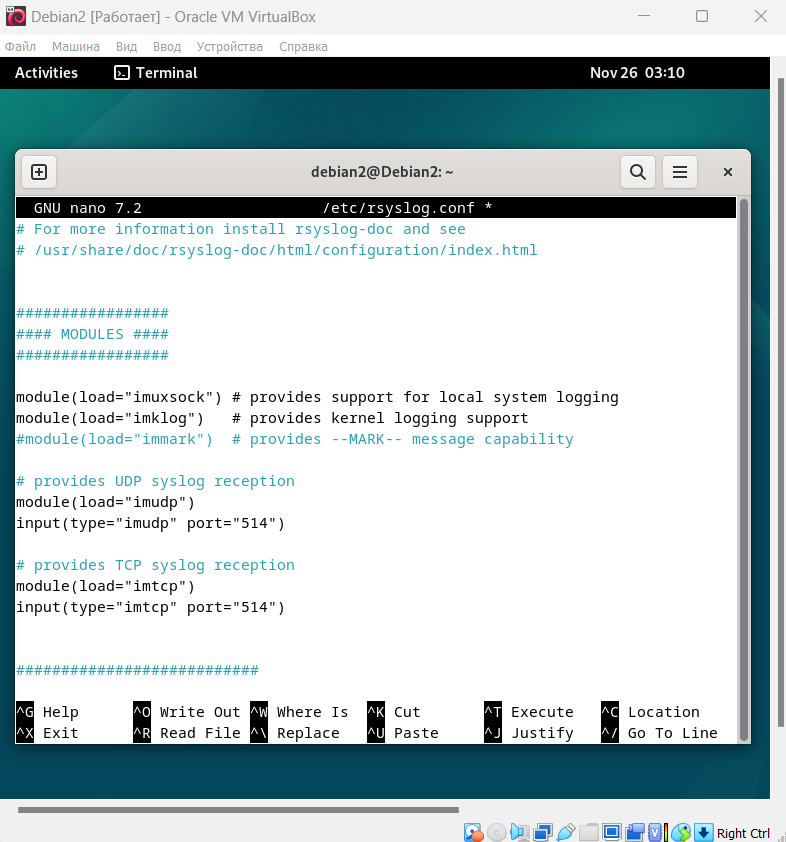 Debian2 [Работает] - Oracle VM VirtualBox
Файл Машина Вид Ввод Устройства Справка
Activities Terminal Nov 26 03:10
debian2@Debian2: ~
GNU nano 7.2 /etc/rsyslog.conf *
# For more information install rsyslog-doc and see
# /usr/share/doc/rsyslog-doc/html/configuration/index.html
#################
#### MODULES ####
#################
module(load="imuxsock") # provides support for local system logging
module(load="imklog")   # provides kernel logging support
#module(load="immark")  # provides --MARK-- message capability
# provides UDP syslog reception
module(load="imudp")
input(type="imudp" port="514")
# provides TCP syslog reception
module(load="imtcp")
input(type="imtcp" port="514")
###########################
^G Help ^O Write Out ^W Where Is ^K Cut ^T Execute ^C Location
^X Exit ^R Read File ^\ Replace ^U Paste ^J Justify ^/ Go To Line
Right Ctrl